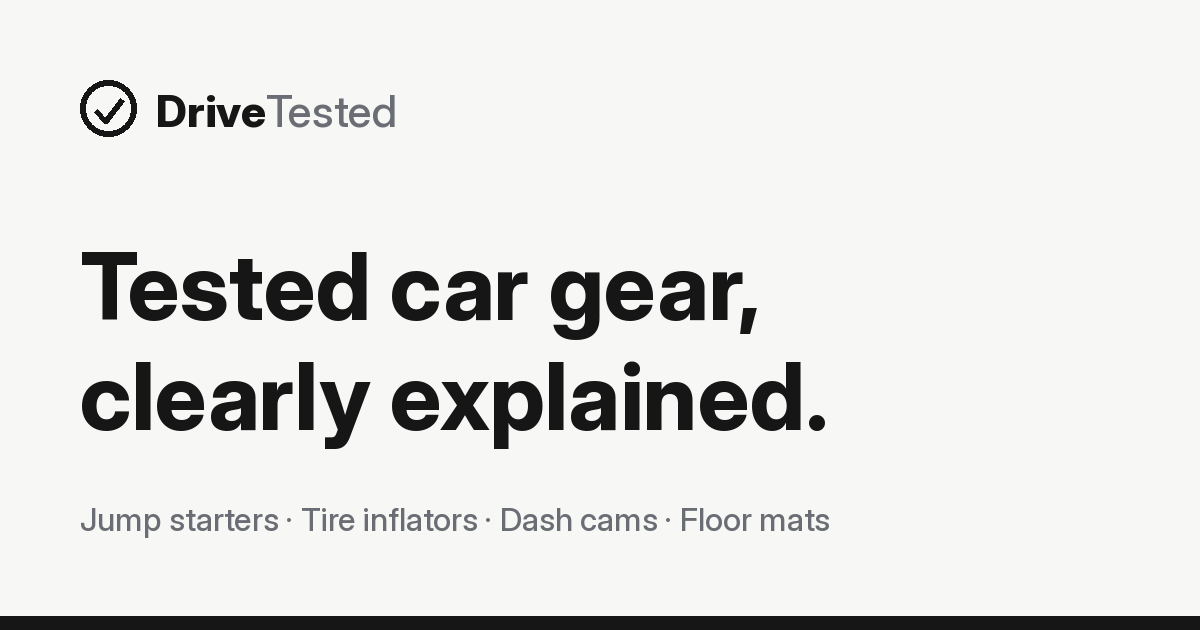 DriveTested
Tested car gear,
clearly explained.
Jump starters · Tire inflators · Dash cams · Floor mats